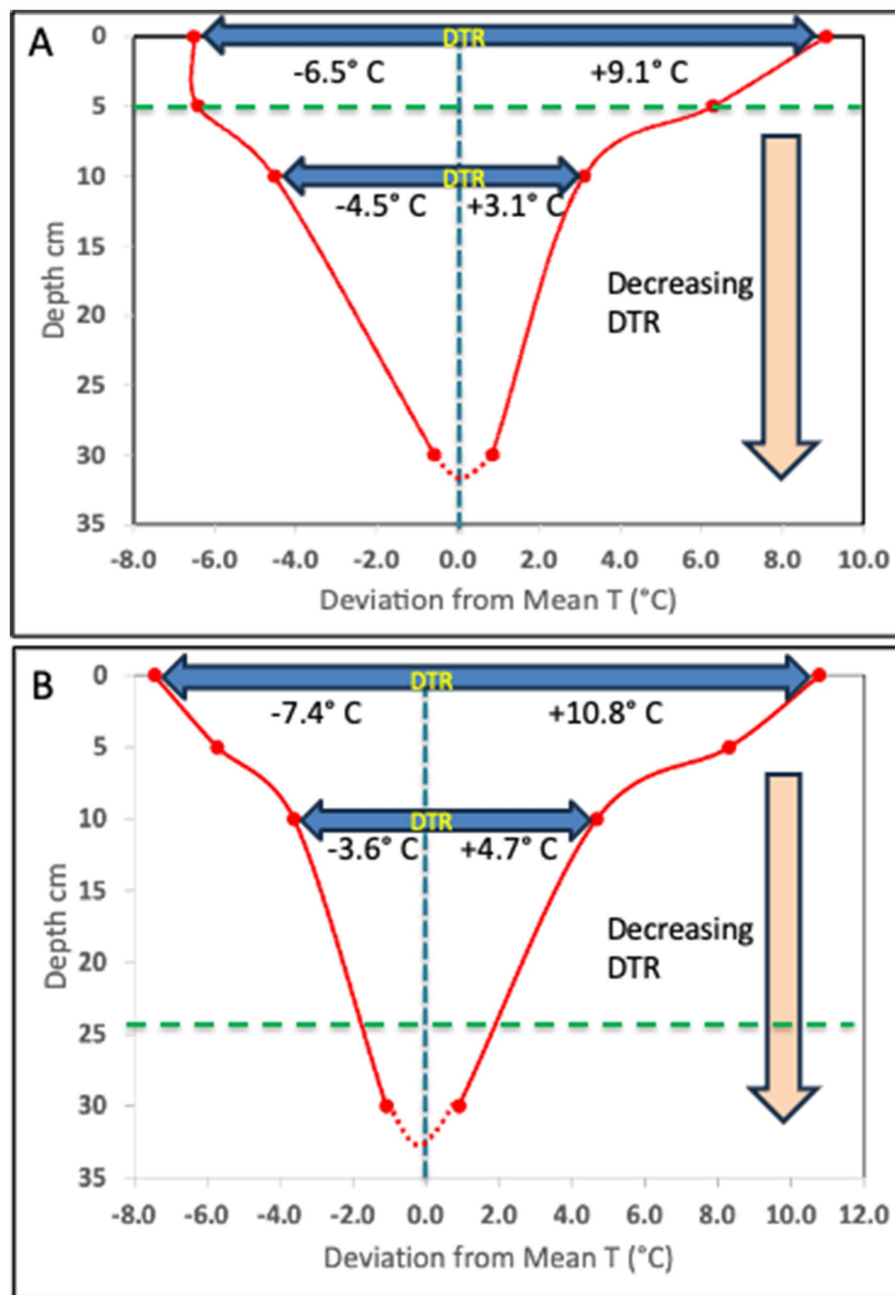 A
0
5
10
15
20
25
30
35
Depth cm
DTR
-6.5° C
+9.1° C
DTR
-4.5° C
+3.1° C
Decreasing
DTR
-8.0 -6.0 -4.0 -2.0 0.0 2.0 4.0 6.0 8.0 10.0
Deviation from Mean T (°C)
B
0
5
10
15
20
25
30
35
Depth cm
DTR
-7.4° C
+10.8° C
DTR
-3.6° C
+4.7° C
Decreasing
DTR
-8.0 -6.0 -4.0 -2.0 0.0 2.0 4.0 6.0 8.0 10.0 12.0
Deviation from Mean T (°C)